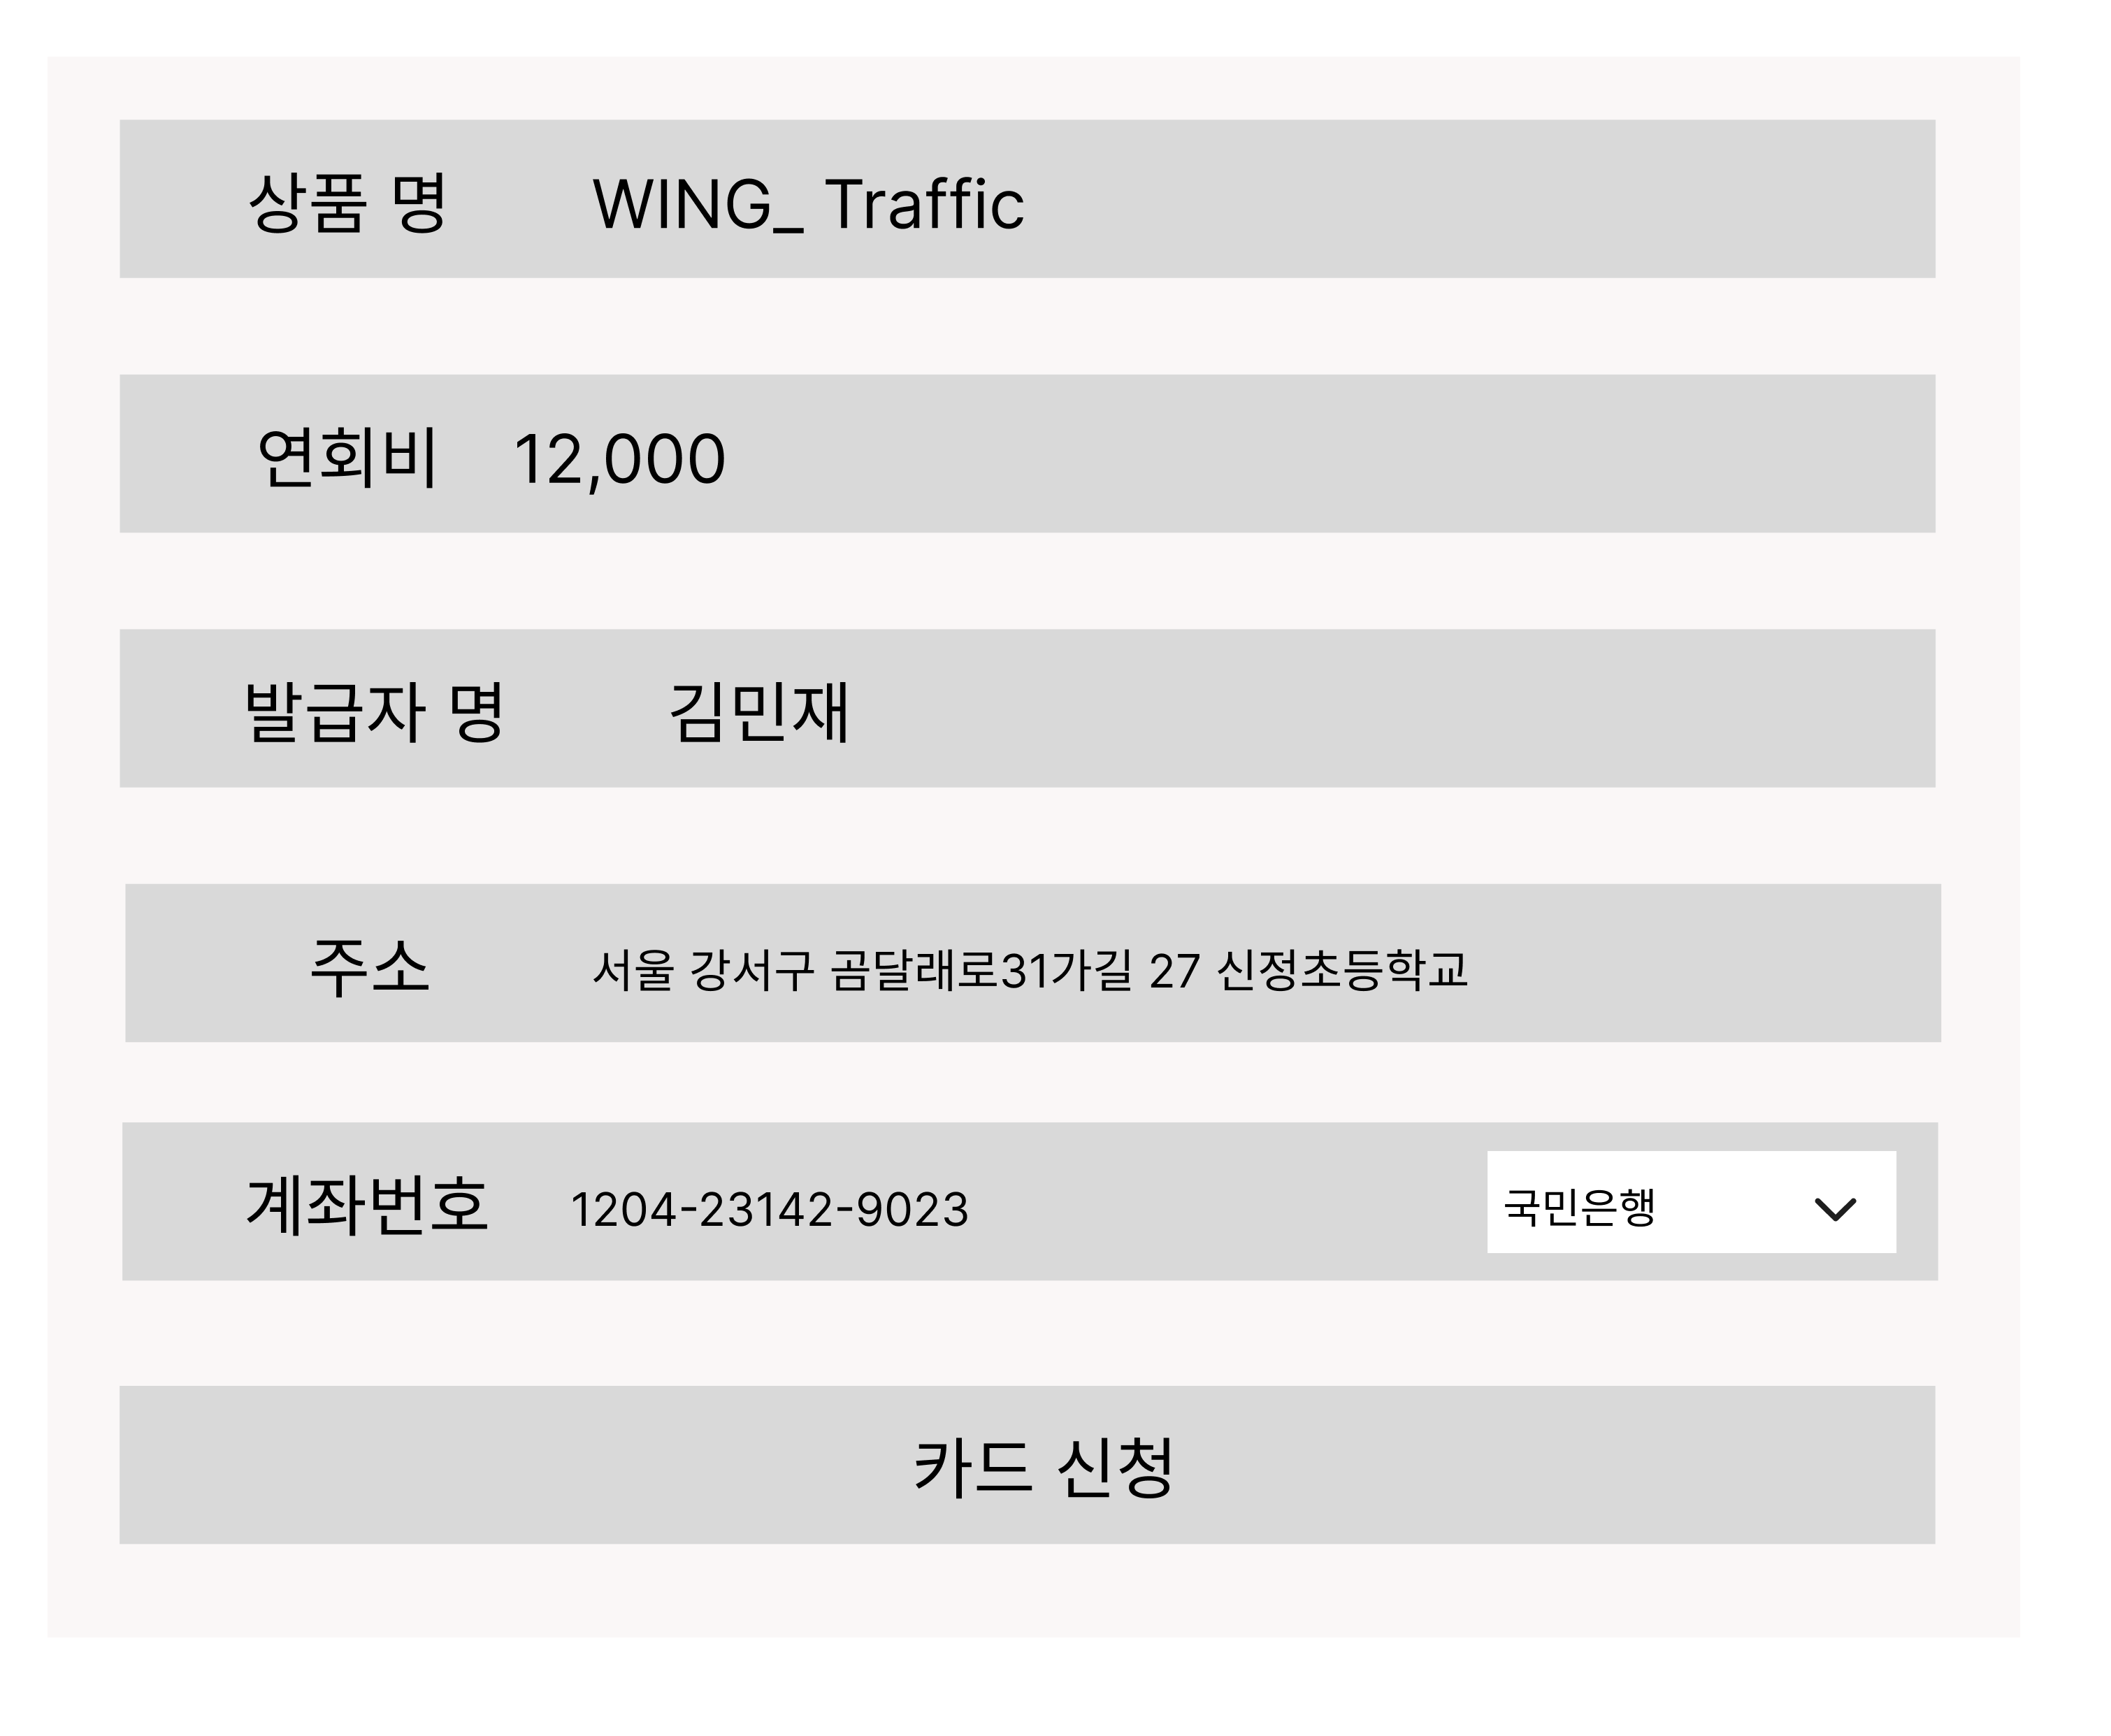 상품 명 WING_ Traffic
연회비 12,000
발급자 명 김민재
주소 서울 강서구 곰달래로31가길 27 신정초등학교
계좌번호 1204-23142-9023 국민은행
카드 신청